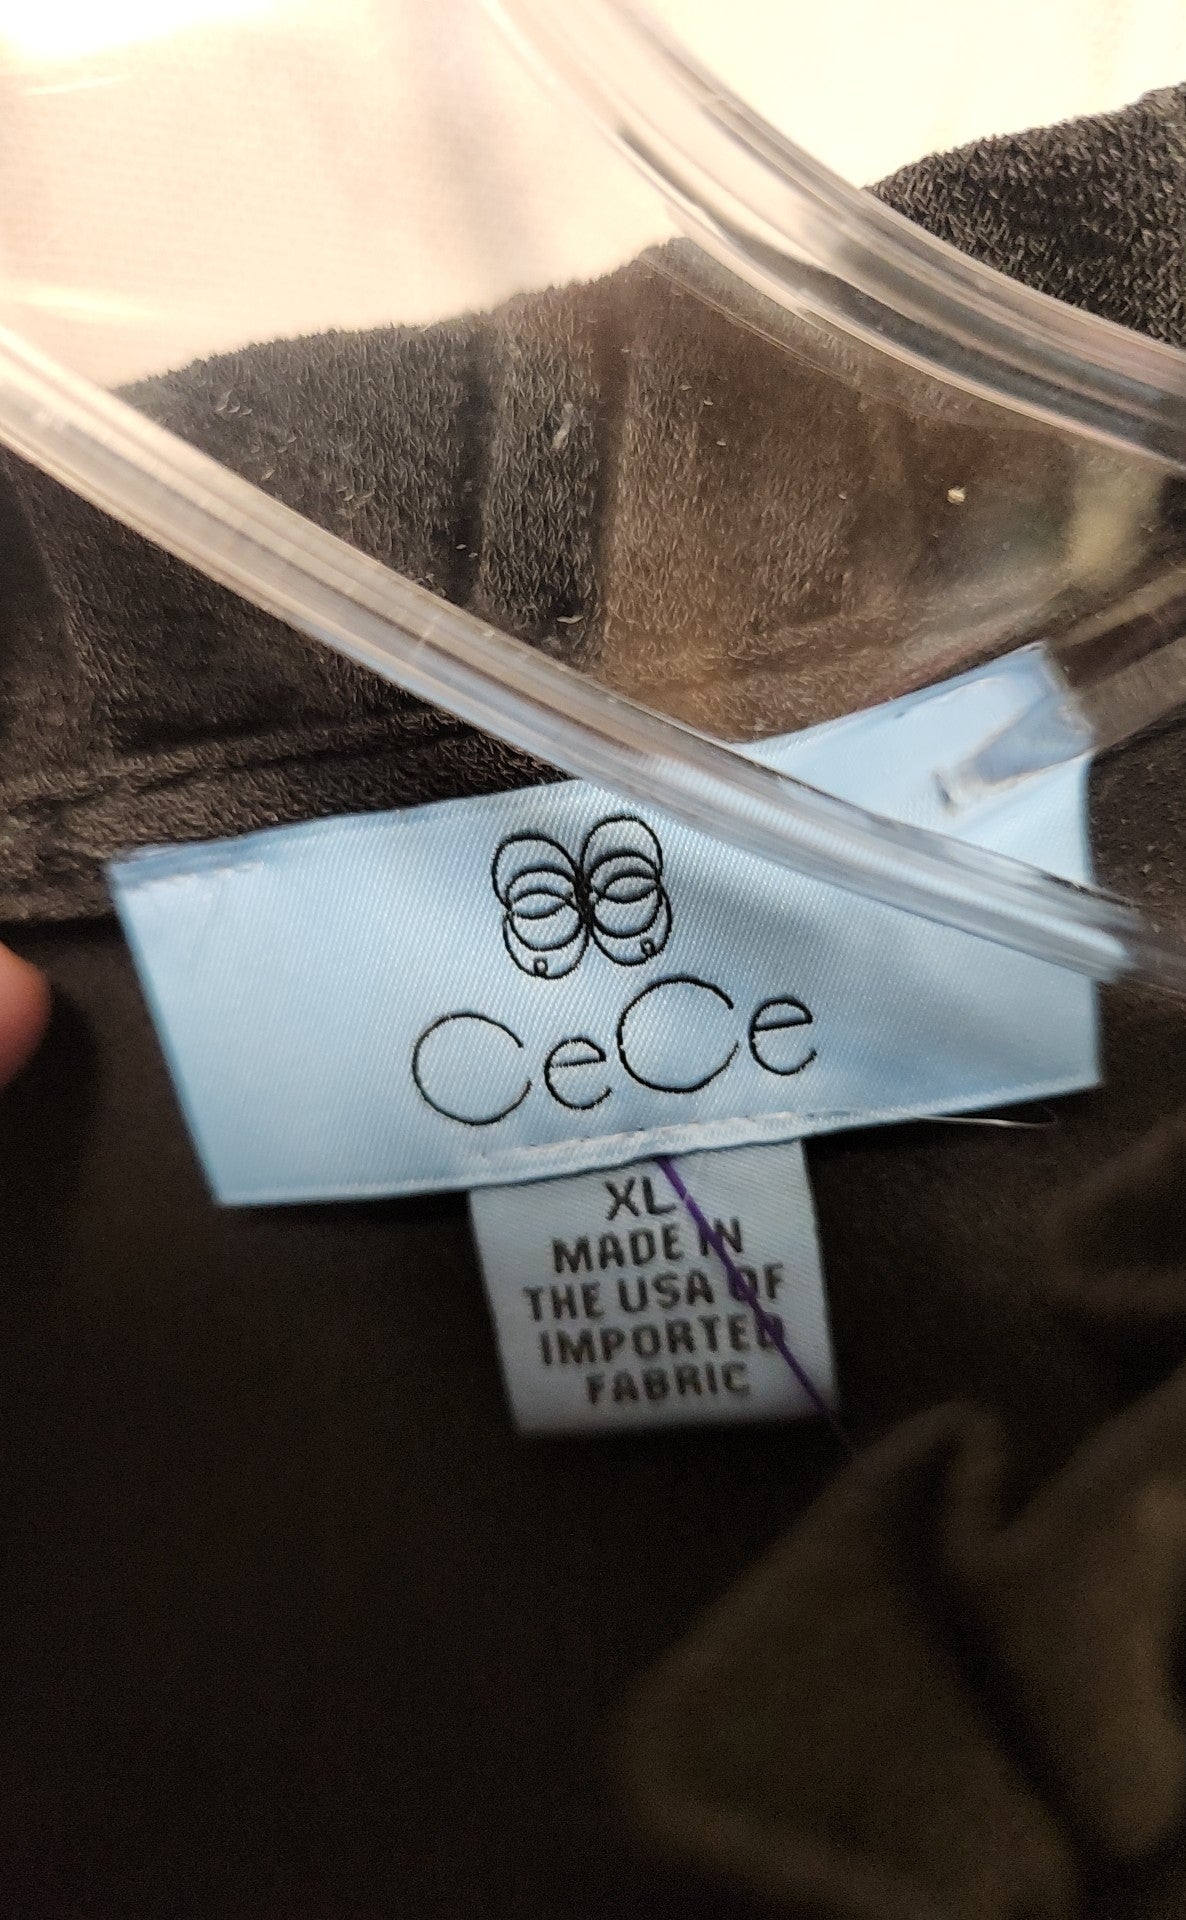 CeCe
XL
MADE IN
THE USA OF
IMPORTED
FABRIC